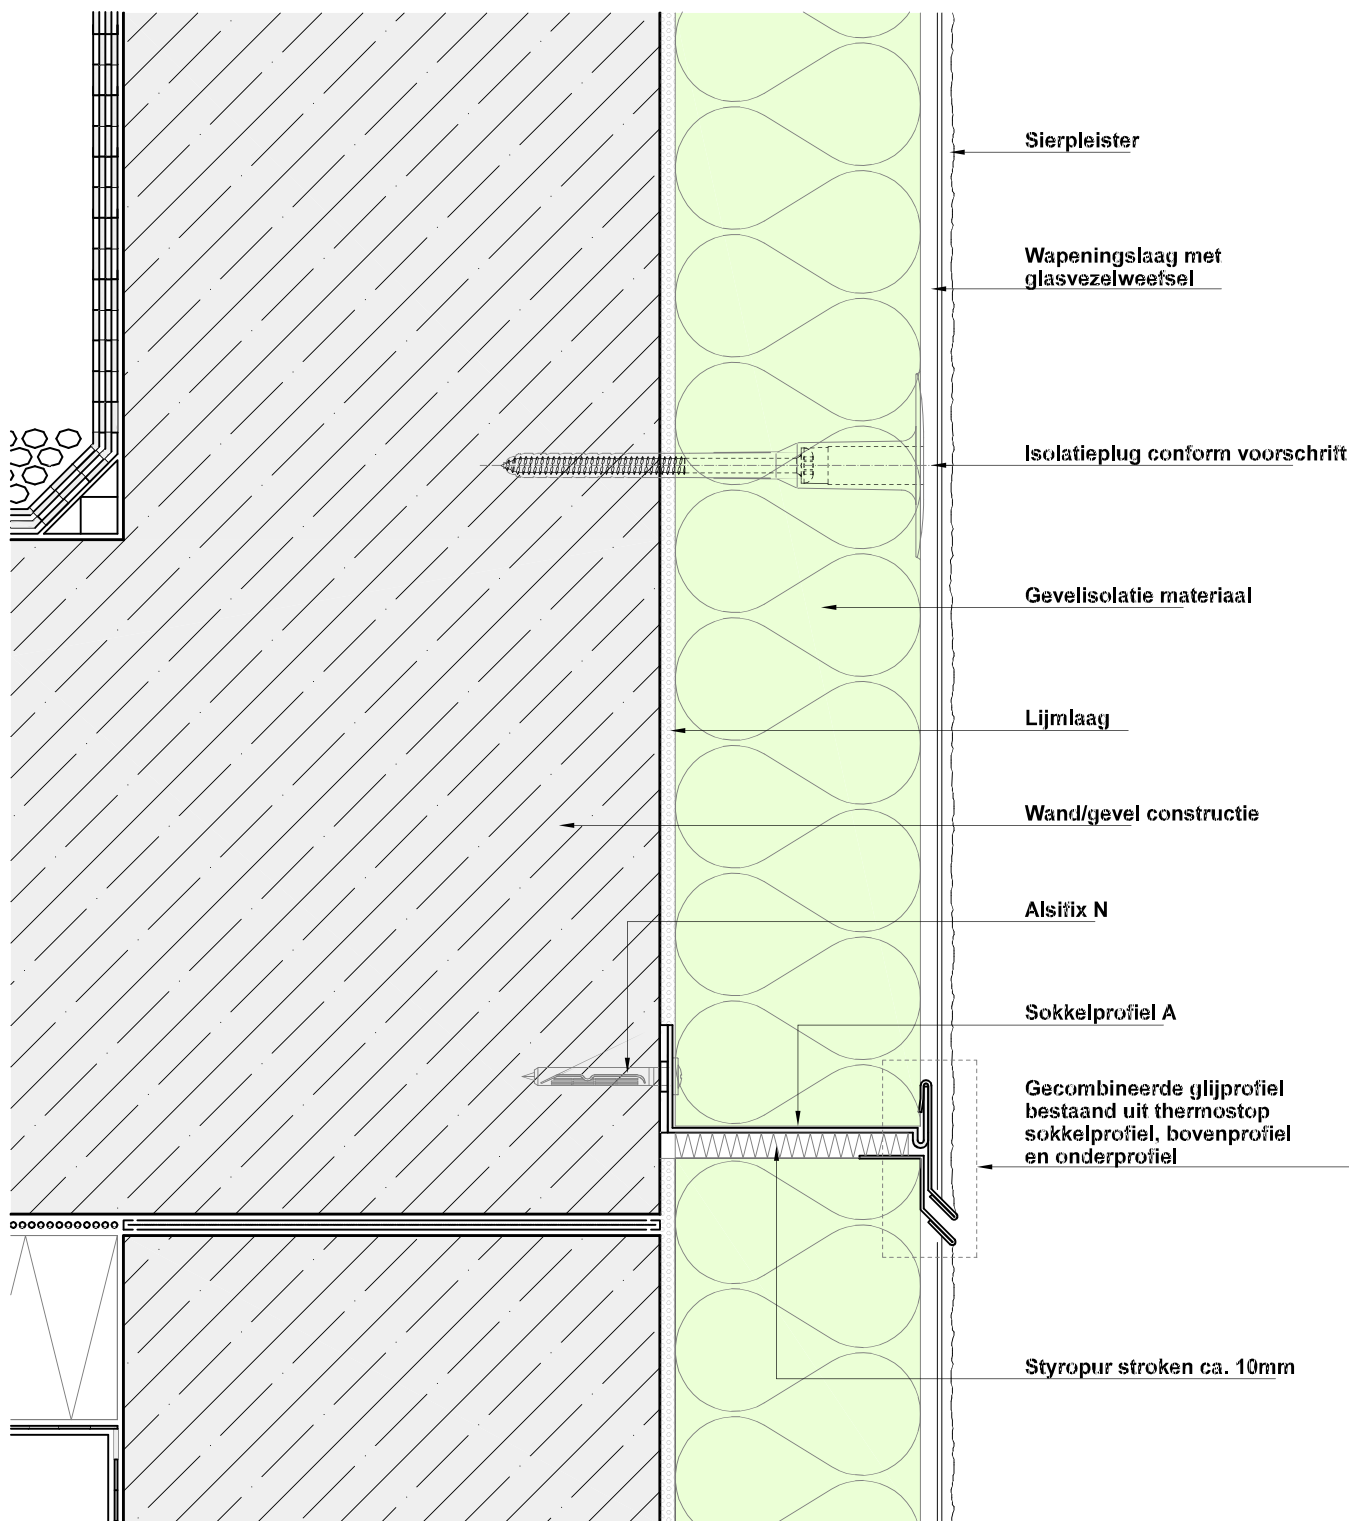 Sierpleister
Wapeningslaag met
glasvezelweefsel
Isolatieplug conform voorschrift
Gevelisolatie materiaal
Lijmlaag
Wand/gevel constructie
Alsifix N
Sokkelprofiel A
Gecombineerde glijprofiel
bestaand uit thermostop
sokkelprofiel, bovenprofiel
en onderprofiel
Styropur stroken ca. 10mm